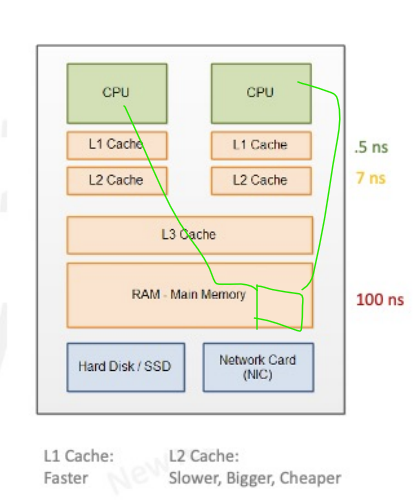 CPU CPU
L1 Cache L1 Cache .5 ns
L2 Cache L2 Cache 7 ns
L3 Cache
RAM - Main Memory 100 ns
Hard Disk / SSD Network Card
(NIC)
L1 Cache: L2 Cache:
Faster Slower, Bigger, Cheaper